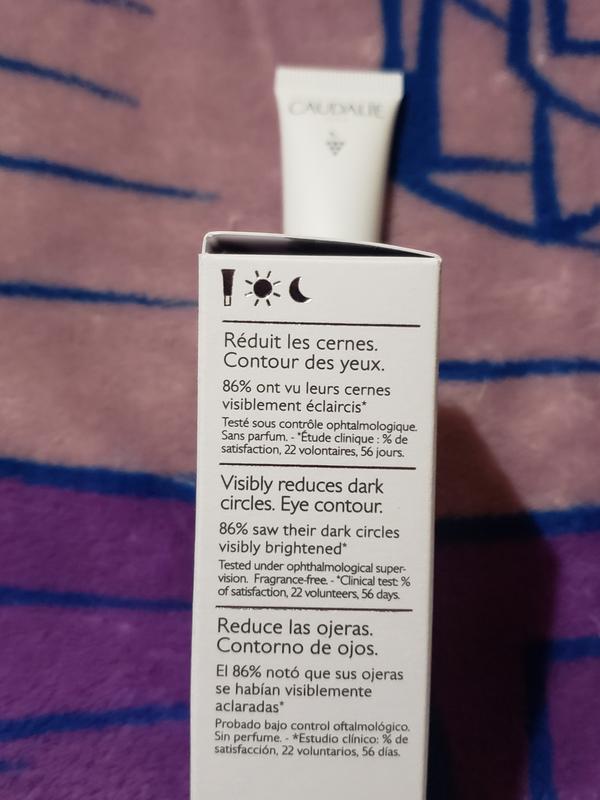 CAUDALIE
Réduit les cernes.
Contour des yeux.
86% ont vu leurs cernes
visiblement éclaircis*
Testé sous contrôle ophtalmologique.
Sans parfum. - *Étude clinique : % de
satisfaction, 22 volontaires, 56 jours.
Visibly reduces dark
circles. Eye contour.
86% saw their dark circles
visibly brightened*
Tested under ophthalmological super-
vision. Fragrance-free. - *Clinical test: %
of satisfaction, 22 volunteers, 56 days.
Reduce las ojeras.
Contorno de ojos.
El 86% notó que sus ojeras
se habían visiblemente
aclaradas*
Probado bajo control oftalmológico.
Sin perfume. - *Estudio clínico: % de
satisfacción, 22 voluntarios, 56 días.